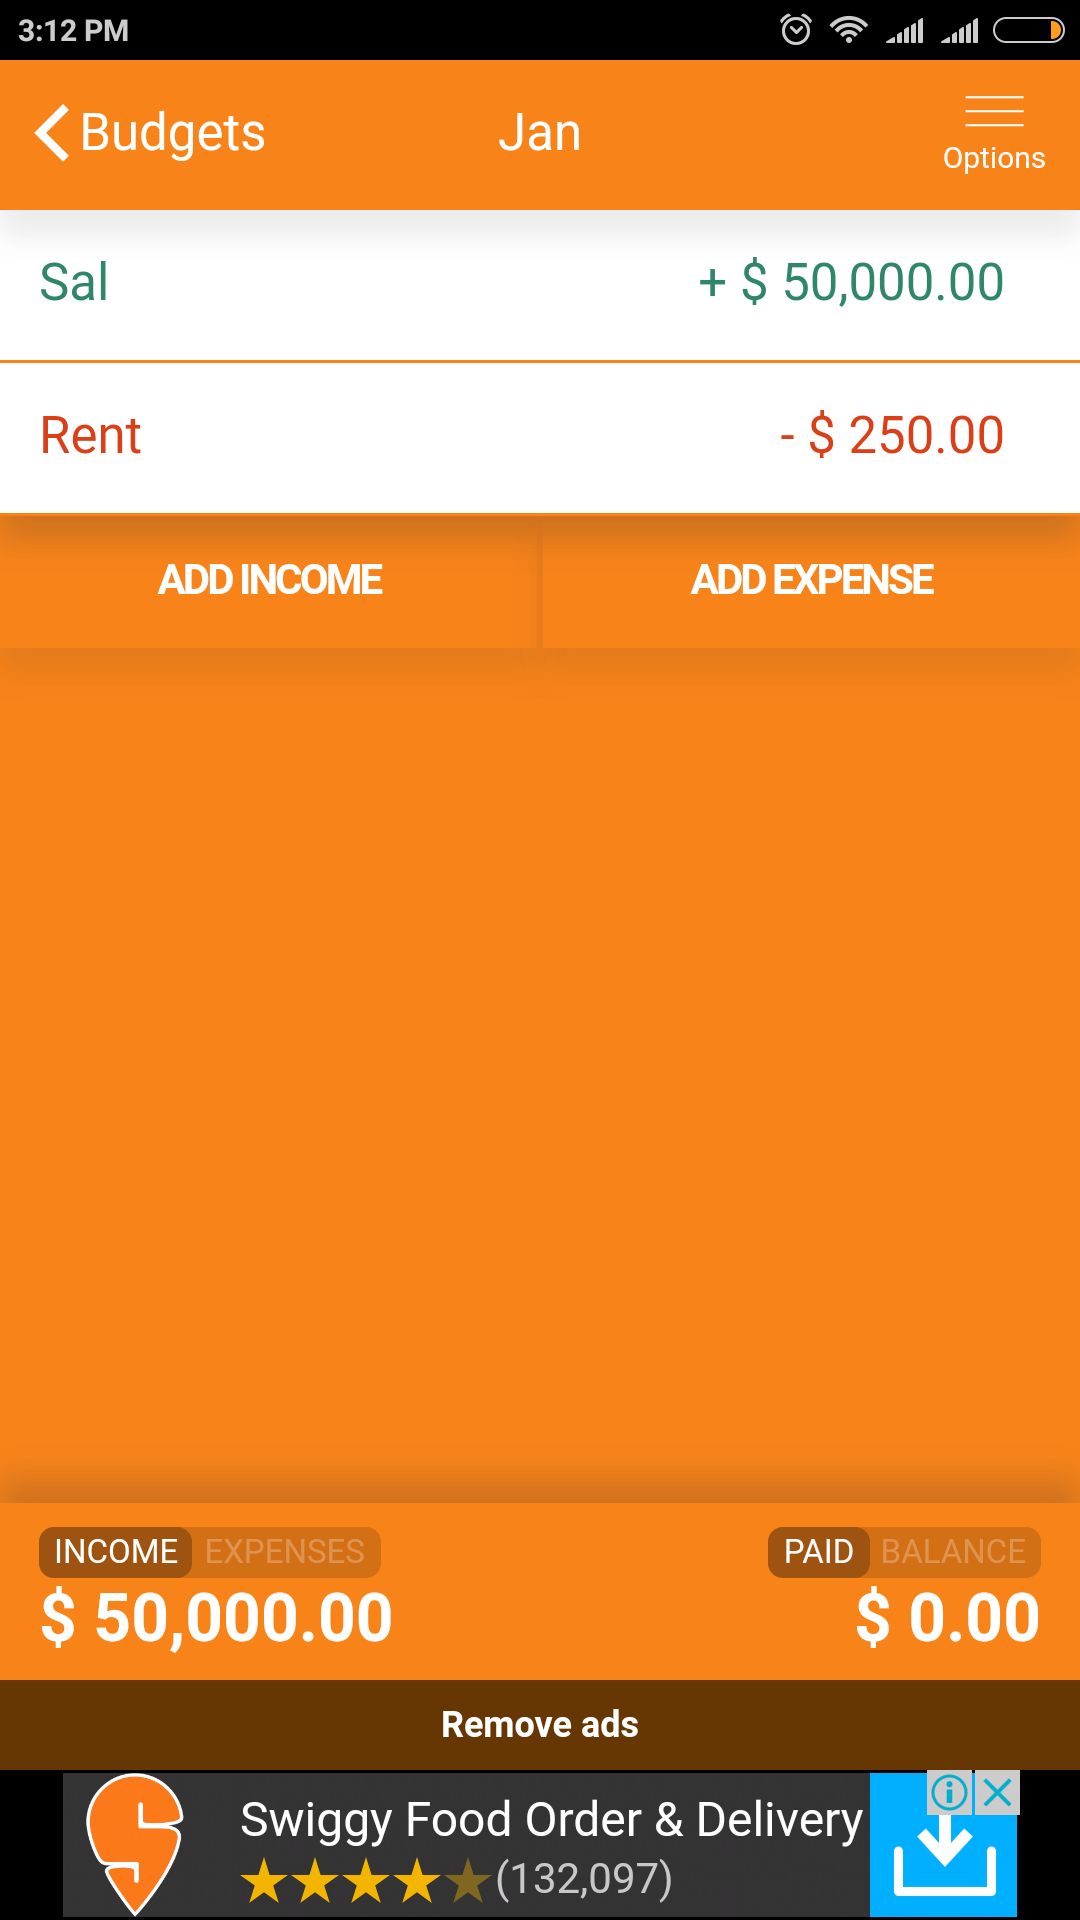 3:12 PM
Budgets
Jan
Options
Sal
+ $ 50,000.00
Rent
- $ 250.00
ADD INCOME
ADD EXPENSE
INCOME EXPENSES
PAID BALANCE
$ 50,000.00
$ 0.00
Remove ads
Swiggy Food Order & Delivery
(132,097)